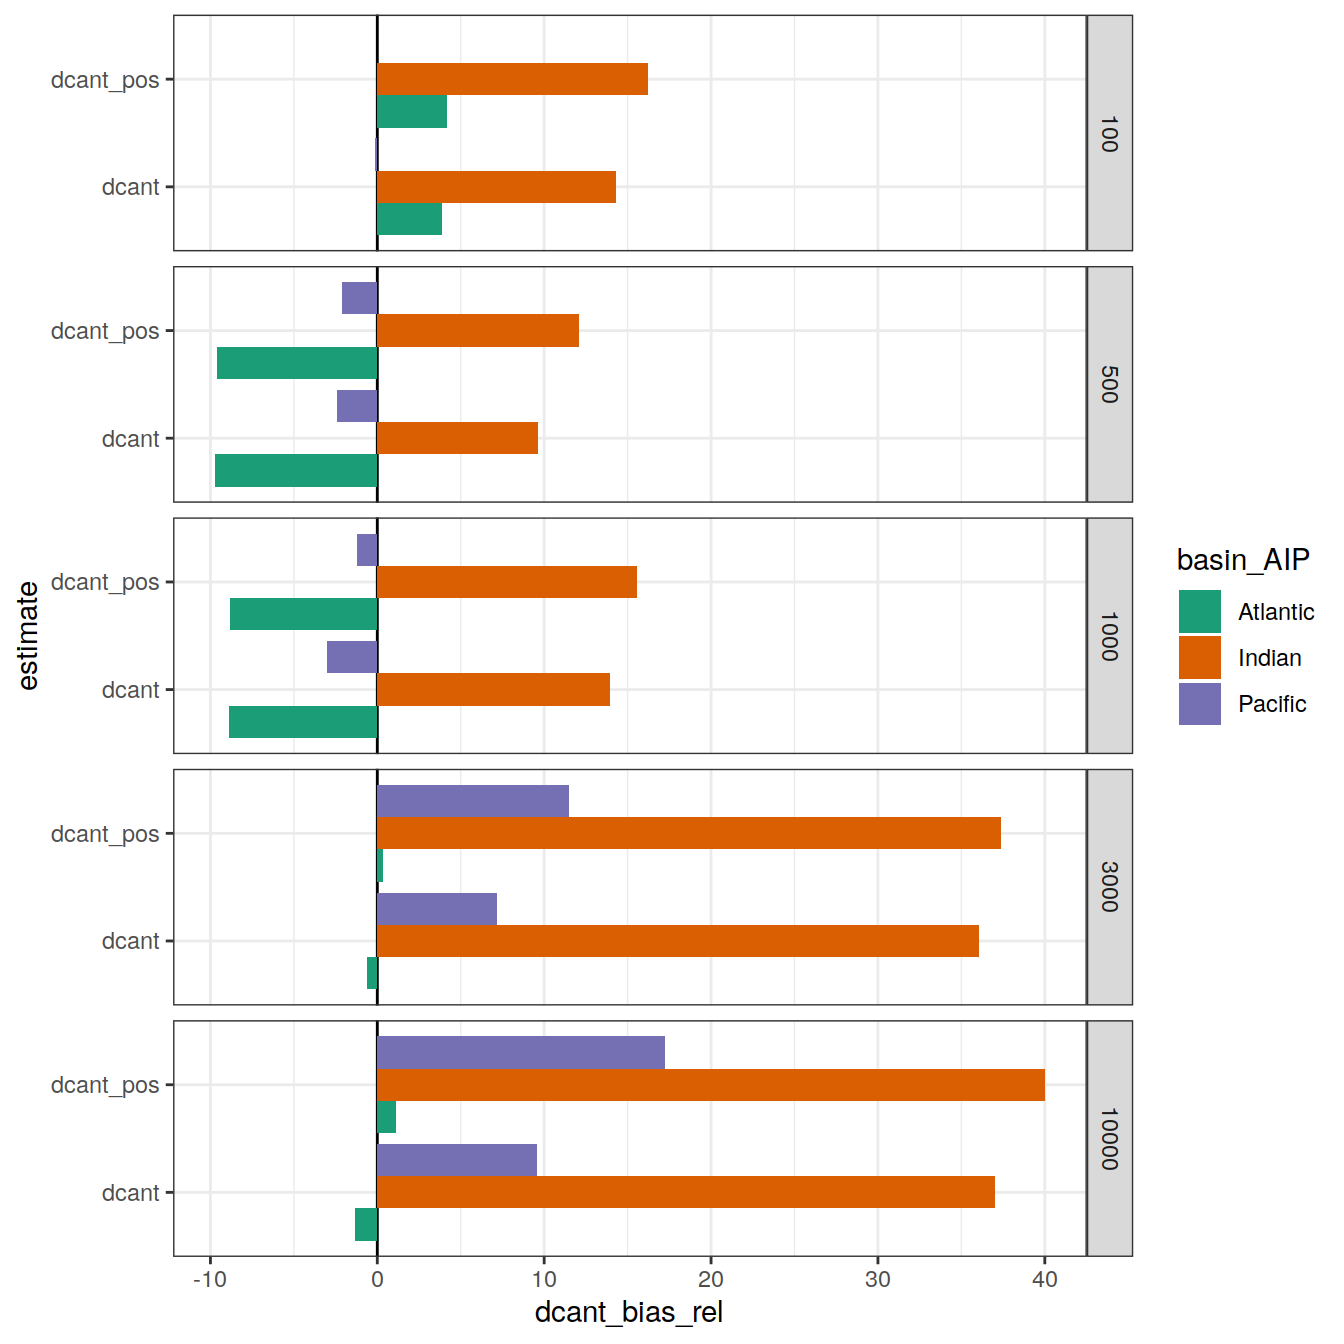 dcant_pos
dcant
100
dcant_pos
dcant
500
dcant_pos
dcant
1000
dcant_pos
dcant
3000
dcant_pos
dcant
10000
estimate
-10 0 10 20 30 40
dcant_bias_rel
basin_AIP
Atlantic
Indian
Pacific